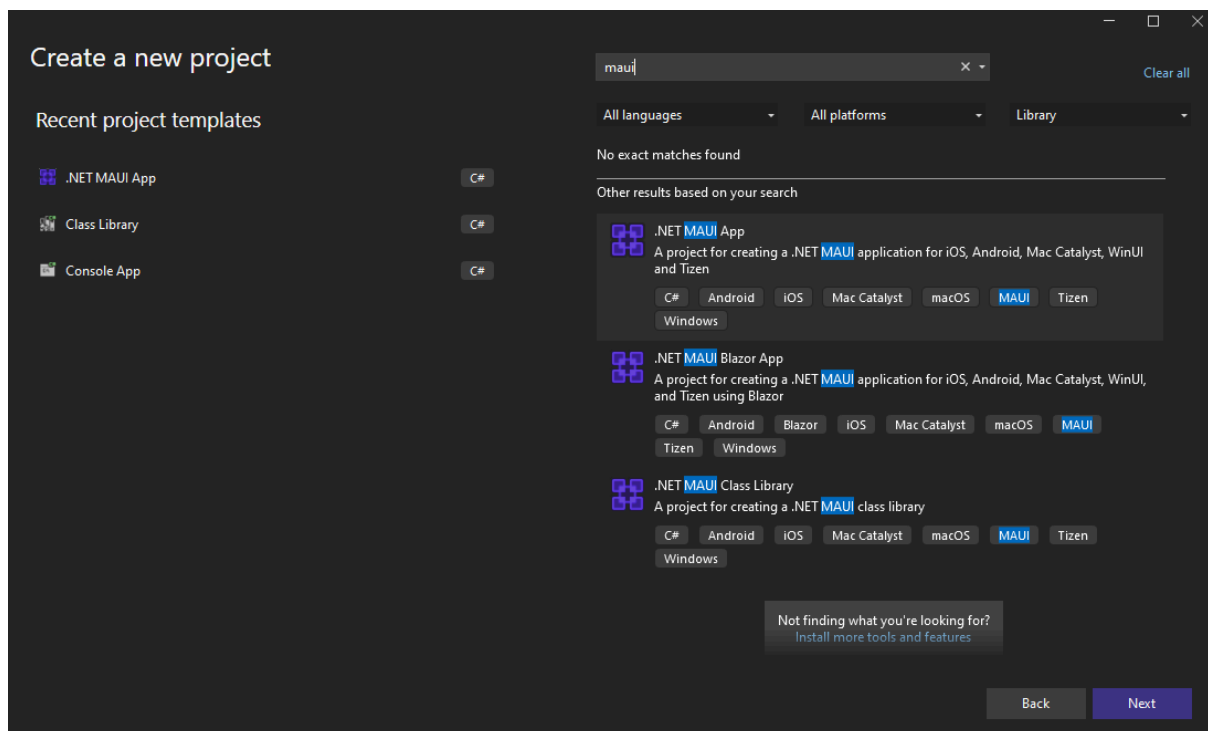 Create a new project
Recent project templates
.NET MAUI App C#
Class Library C#
Console App C#
maui
Clear all
All languages All platforms Library
No exact matches found
Other results based on your search
.NET MAUI App
A project for creating a .NET MAUI application for iOS, Android, Mac Catalyst, WinUI
and Tizen
C# Android iOS Mac Catalyst macOS MAUI Tizen
Windows
.NET MAUI Blazor App
A project for creating a .NET MAUI application for iOS, Android, Mac Catalyst, WinUI,
and Tizen using Blazor
C# Android Blazor iOS Mac Catalyst macOS MAUI
Tizen Windows
.NET MAUI Class Library
A project for creating a .NET MAUI class library
C# Android iOS Mac Catalyst macOS MAUI Tizen
Windows
Not finding what you're looking for?
Install more tools and features
Back Next